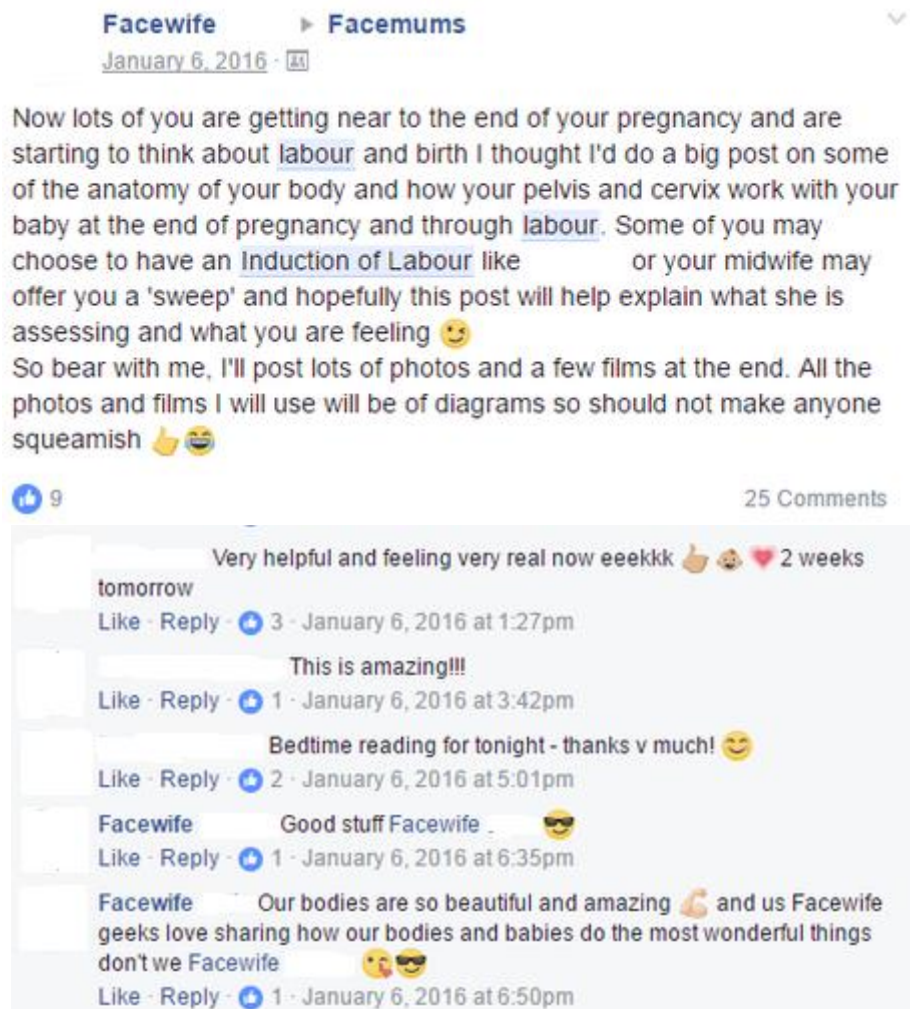 Facewife ▸ Facemums
January 6, 2016 ·
Now lots of you are getting near to the end of your pregnancy and are
starting to think about labour and birth I thought I'd do a big post on some
of the anatomy of your body and how your pelvis and cervix work with your
baby at the end of pregnancy and through labour. Some of you may
choose to have an Induction of Labour like or your midwife may
offer you a 'sweep' and hopefully this post will help explain what she is
assessing and what you are feeling 😉
So bear with me, I'll post lots of photos and a few films at the end. All the
photos and films I will use will be of diagrams so should not make anyone
squeamish 👍😂
9 25 Comments
Very helpful and feeling very real now eeekkk 👍 👶 💗 2 weeks
tomorrow
Like · Reply · 3 · January 6, 2016 at 1:27pm
This is amazing!!!
Like · Reply · 1 · January 6, 2016 at 3:42pm
Bedtime reading for tonight - thanks v much! 😊
Like · Reply · 2 · January 6, 2016 at 5:01pm
Facewife Good stuff Facewife 😎
Like · Reply · 1 · January 6, 2016 at 6:35pm
Facewife Our bodies are so beautiful and amazing 💪 and us Facewife
geeks love sharing how our bodies and babies do the most wonderful things
don't we Facewife 😘😎
Like · Reply · 1 · January 6, 2016 at 6:50pm